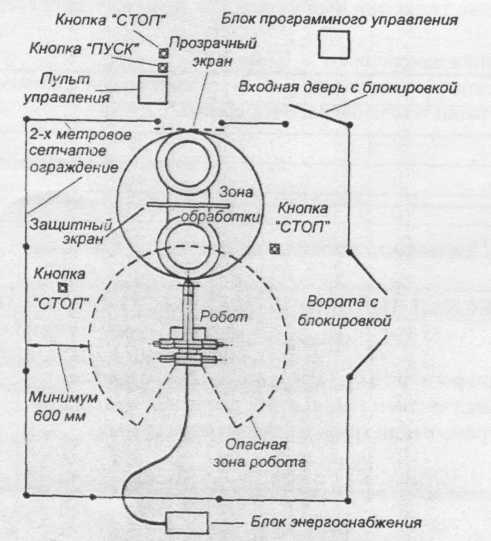 Кнопка "СТОП"
Блок программного управления
Кнопка "ПУСК"
Прозрачный
экран
Пульт
управления
Входная дверь с блокировкой
2-х метровое
сетчатое
ограждение
Зона
обработки
Защитный
экран
Кнопка
"СТОП"
Кнопка
"СТОП"
Робот
Ворота с
блокировкой
Минимум
600 мм
Опасная
зона робота
Блок энергоснабжения